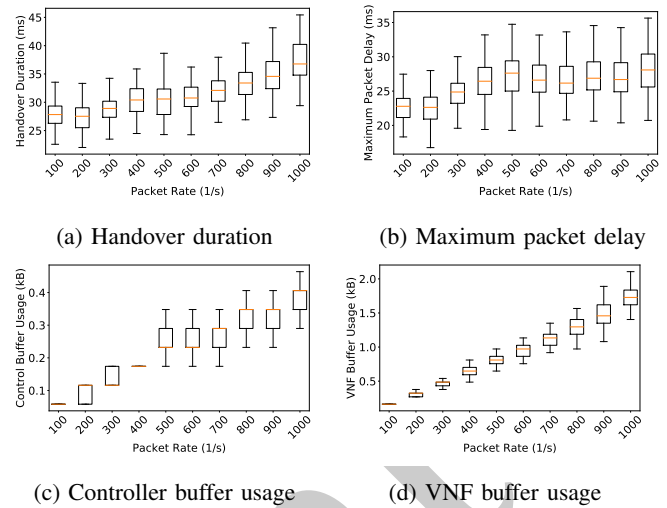 45
40
35
30
25
Handover Duration (ms)
100 200 300 400 500 600 700 800 900 1000
Packet Rate (1/s)
(a) Handover duration
35
30
25
20
Maximum Packet Delay (ms)
100 200 300 400 500 600 700 800 900 1000
Packet Rate (1/s)
(b) Maximum packet delay
0.4
0.3
0.2
0.1
Control Buffer Usage (kB)
100 200 300 400 500 600 700 800 900 1000
Packet Rate (1/s)
(c) Controller buffer usage
2.0
1.5
1.0
0.5
VNF Buffer Usage (kB)
100 200 300 400 500 600 700 800 900 1000
Packet Rate (1/s)
(d) VNF buffer usage